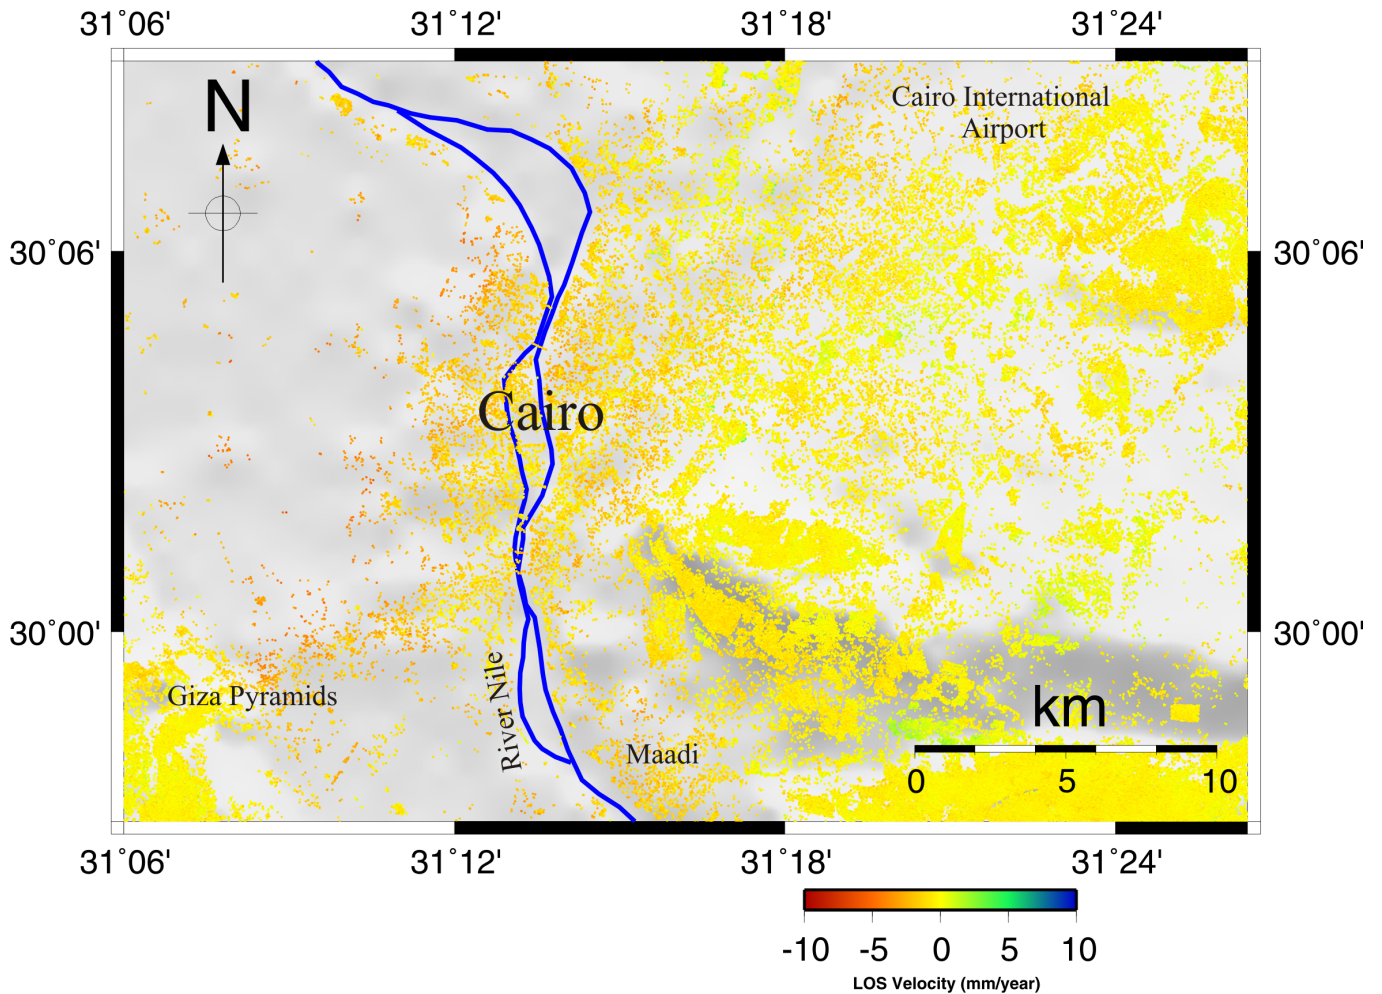 31°06' 31°12' 31°18' 31°24'
N
Cairo International
Airport
30°06' 30°06'
Cairo
30°00' 30°00'
Giza Pyramids
River Nile
Maadi
km
0 5 10
31°06' 31°12' 31°18' 31°24'
-10 -5 0 5 10
LOS Velocity (mm/year)